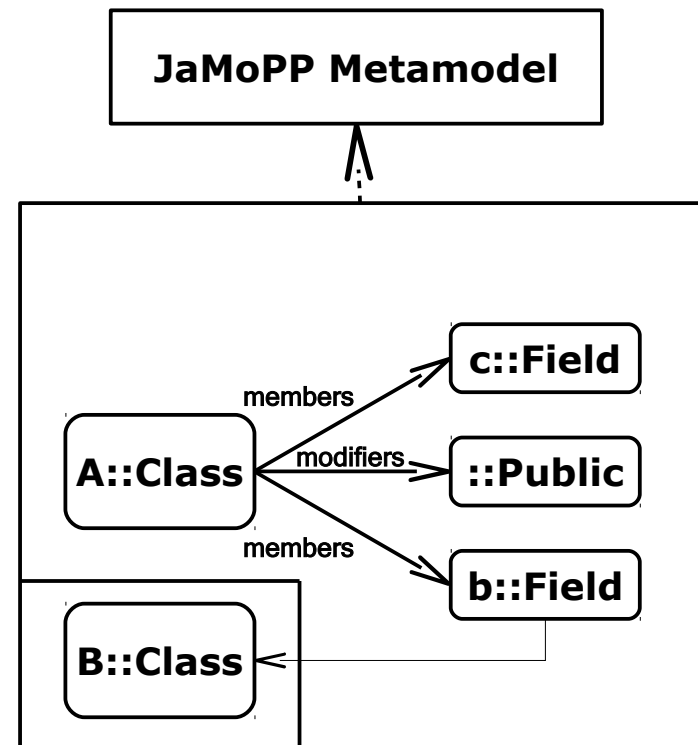 JaMoPP Metamodel
c::Field
members
A::Class
modifiers
::Public
members
b::Field
B::Class